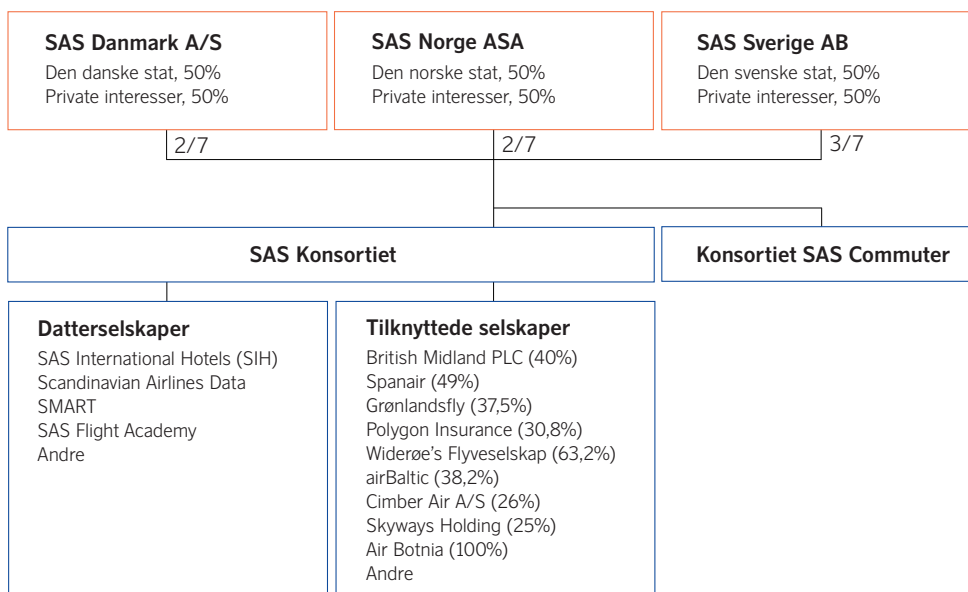 SAS Danmark A/S
Den danske stat, 50%
Private interesser, 50%
SAS Norge ASA
Den norske stat, 50%
Private interesser, 50%
SAS Sverige AB
Den svenske stat, 50%
Private interesser, 50%
2/7
2/7
3/7
SAS Konsortiet
Konsortiet SAS Commuter
Datterselskaper
SAS International Hotels (SIH)
Scandinavian Airlines Data
SMART
SAS Flight Academy
Andre
Tilknyttede selskaper
British Midland PLC (40%)
Spanair (49%)
Grønlandsfly (37,5%)
Polygon Insurance (30,8%)
Widerøe's Flyveselskap (63,2%)
airBaltic (38,2%)
Cimber Air A/S (26%)
Skyways Holding (25%)
Air Botnia (100%)
Andre